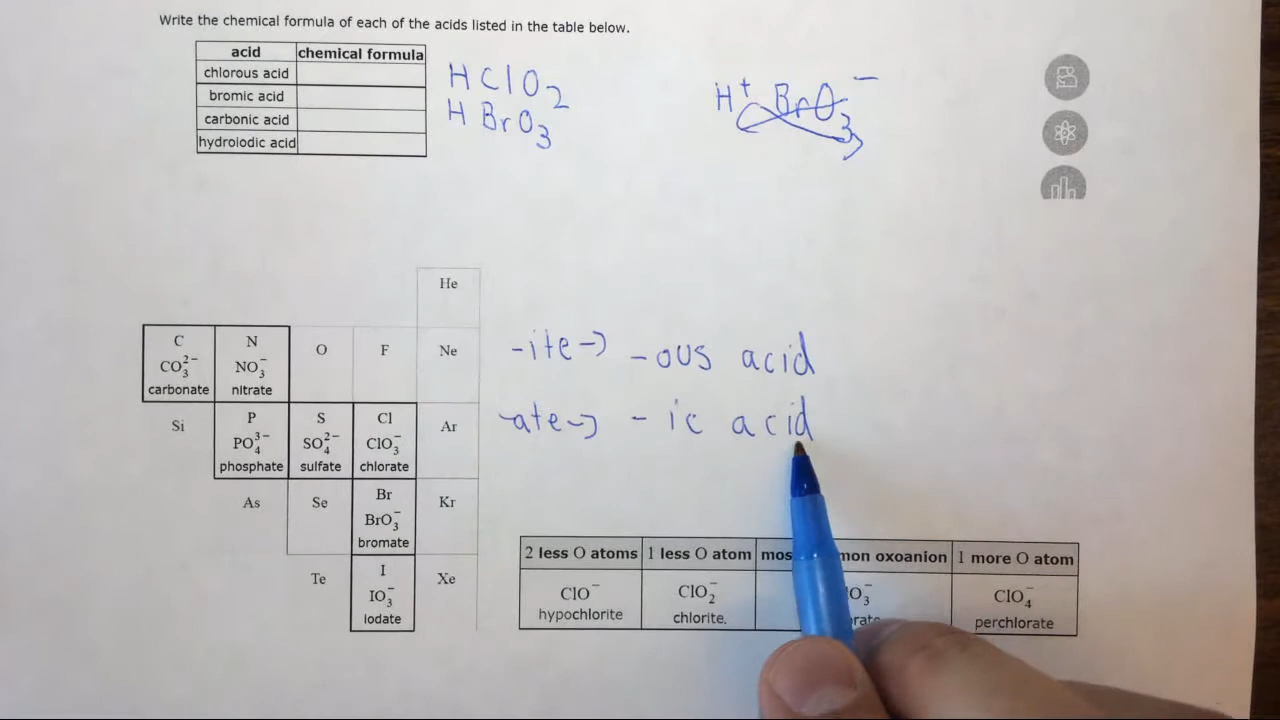 Write the chemical formula of each of the acids listed in the table below.
acid chemical formula
chlorous acid
bromic acid
carbonic acid
hydroiodic acid
HClO2
HBrO3
H+ BrO3−
He
C N O F Ne
CO3 2− NO3−
carbonate nitrate
Si P S Cl Ar
PO4 3− SO4 2− ClO3−
phosphate sulfate chlorate
As Se Br Kr
BrO3−
bromate
Te I Xe
IO3−
iodate
-ite→ -ous acid
-ate→ -ic acid
2 less O atoms 1 less O atom oxoanion 1 more O atom
ClO− ClO2− O3− ClO4−
hypochlorite chlorite. perchlorate